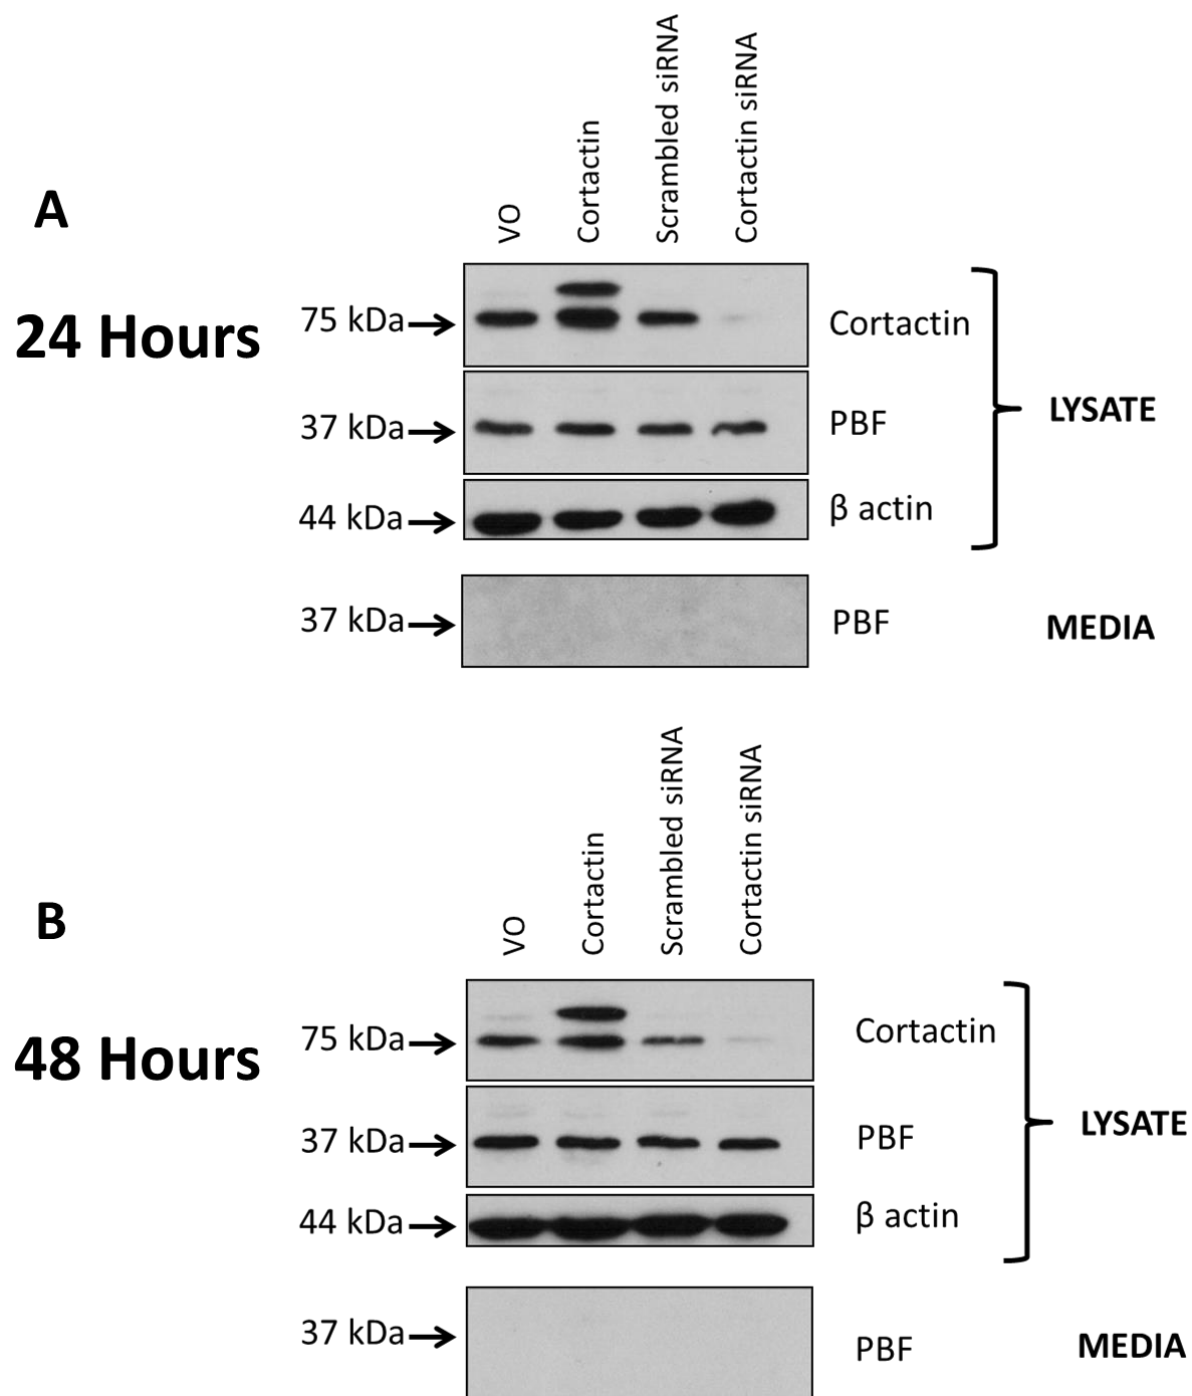 VO
Cortactin
Scrambled siRNA
Cortactin siRNA
A
24 Hours
75 kDa
Cortactin
37 kDa
PBF
LYSATE
44 kDa
β actin
37 kDa
PBF
MEDIA
VO
Cortactin
Scrambled siRNA
Cortactin siRNA
B
48 Hours
75 kDa
Cortactin
37 kDa
PBF
LYSATE
44 kDa
β actin
37 kDa
PBF
MEDIA